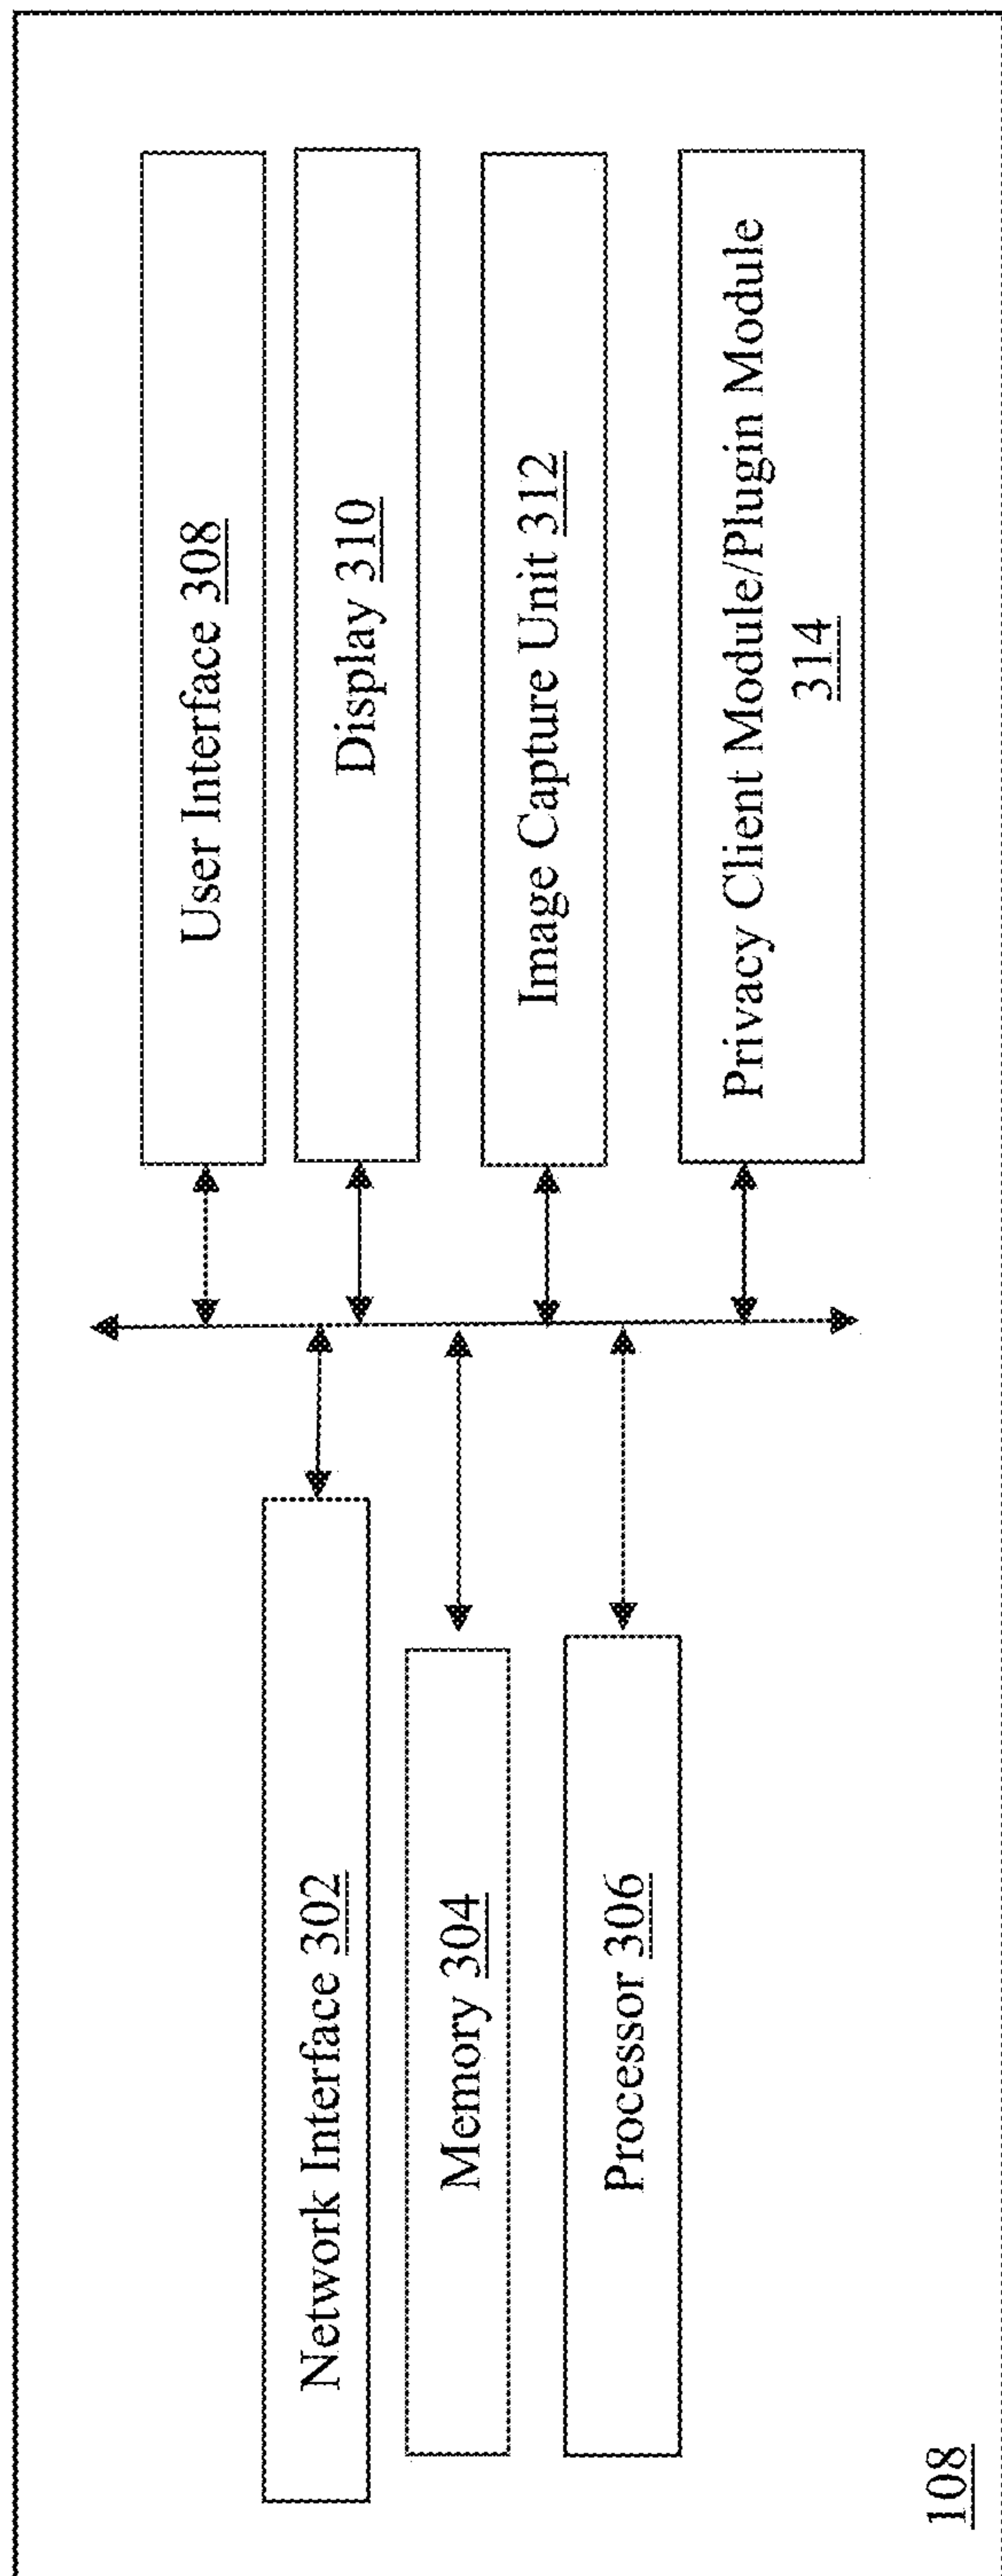 Network Interface 302
Memory 304
Processor 306
User Interface 308
Display 310
Image Capture Unit 312
Privacy Client Module/Plugin Module
314
108